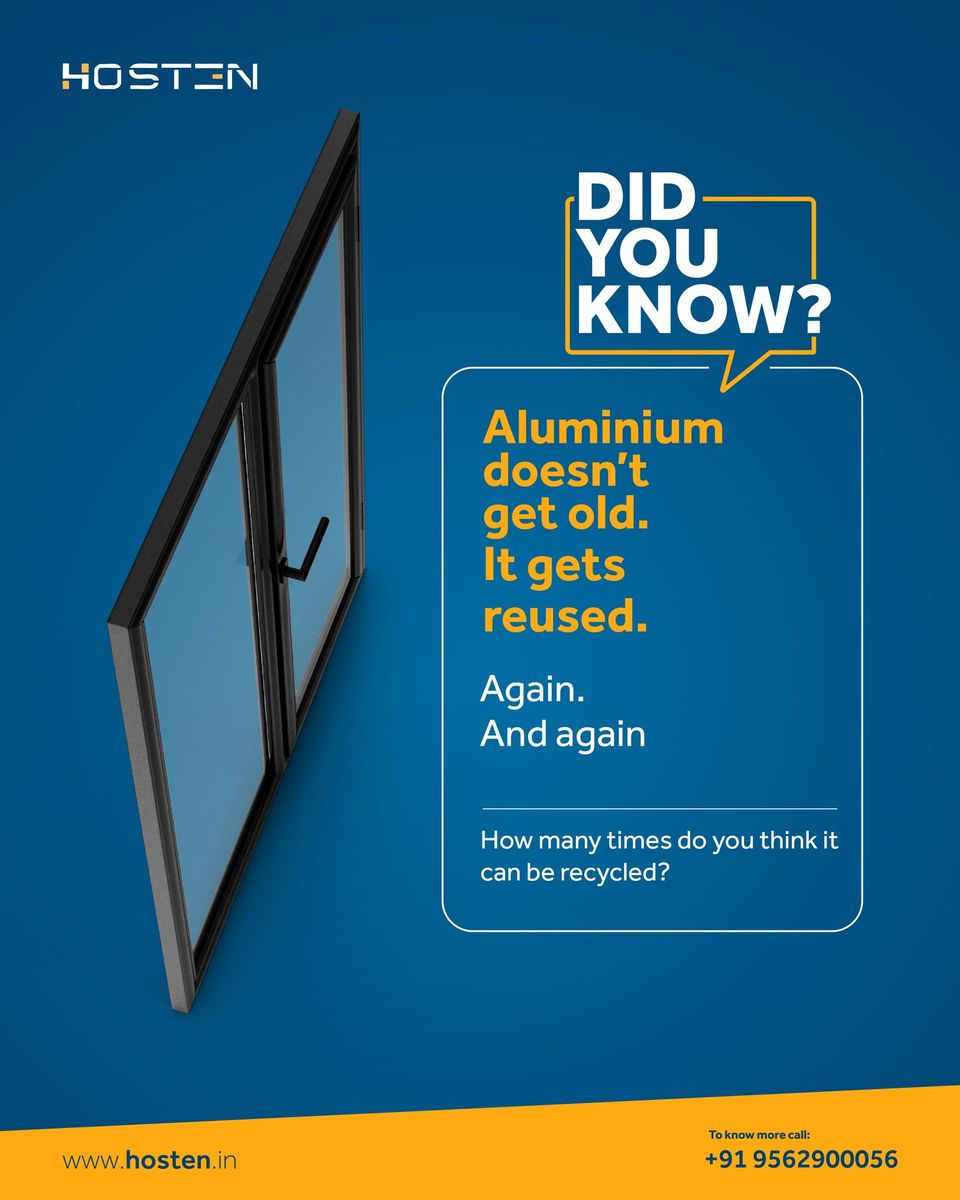 HOSTEN
DID
YOU
KNOW?
Aluminium
doesn't
get old.
It gets
reused.
Again.
And again
How many times do you think it
can be recycled?
www.hosten.in
To know more call:
+91 9562900056